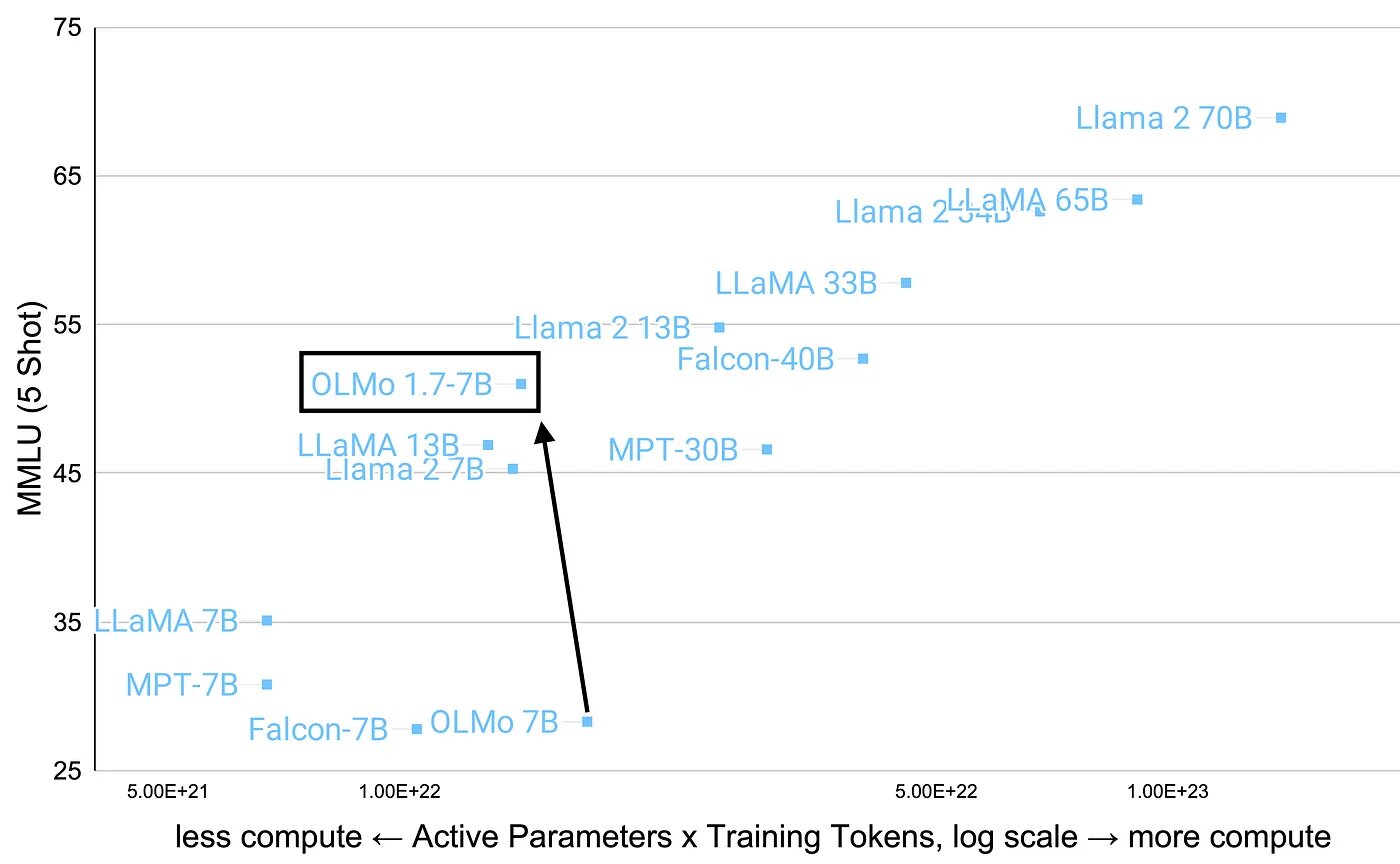 75
Llama 2 70B
65
LLaMA 65B
Llama 2 34B
LLaMA 33B
55
Llama 2 13B
Falcon-40B
OLMo 1.7-7B
LLaMA 13B
MPT-30B
Llama 2 7B
45
MMLU (5 Shot)
35
LLaMA 7B
MPT-7B
OLMo 7B
Falcon-7B
25
5.00E+21
1.00E+22
5.00E+22
1.00E+23
less compute ← Active Parameters x Training Tokens, log scale → more compute